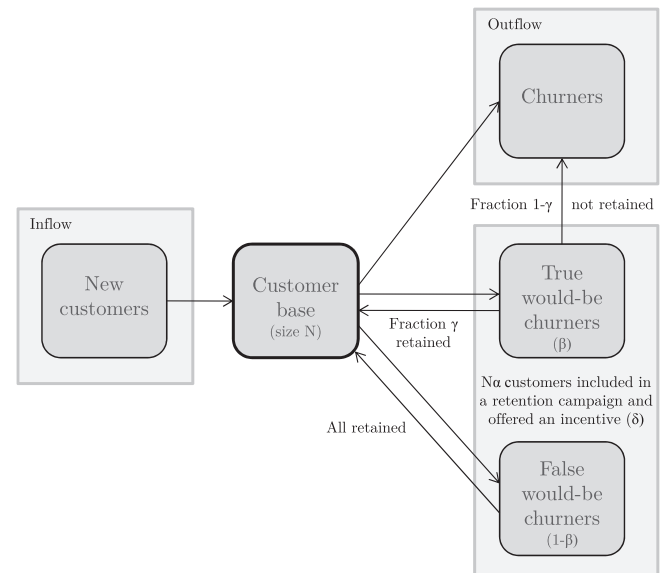 Outflow
Churners
Fraction 1-γ not retained
Inflow
New
customers
Customer
base
(size N)
True
would-be
churners
(β)
Fraction γ
retained
Nα customers included in
a retention campaign and
offered an incentive (δ)
All retained
False
would-be
churners
(1-β)